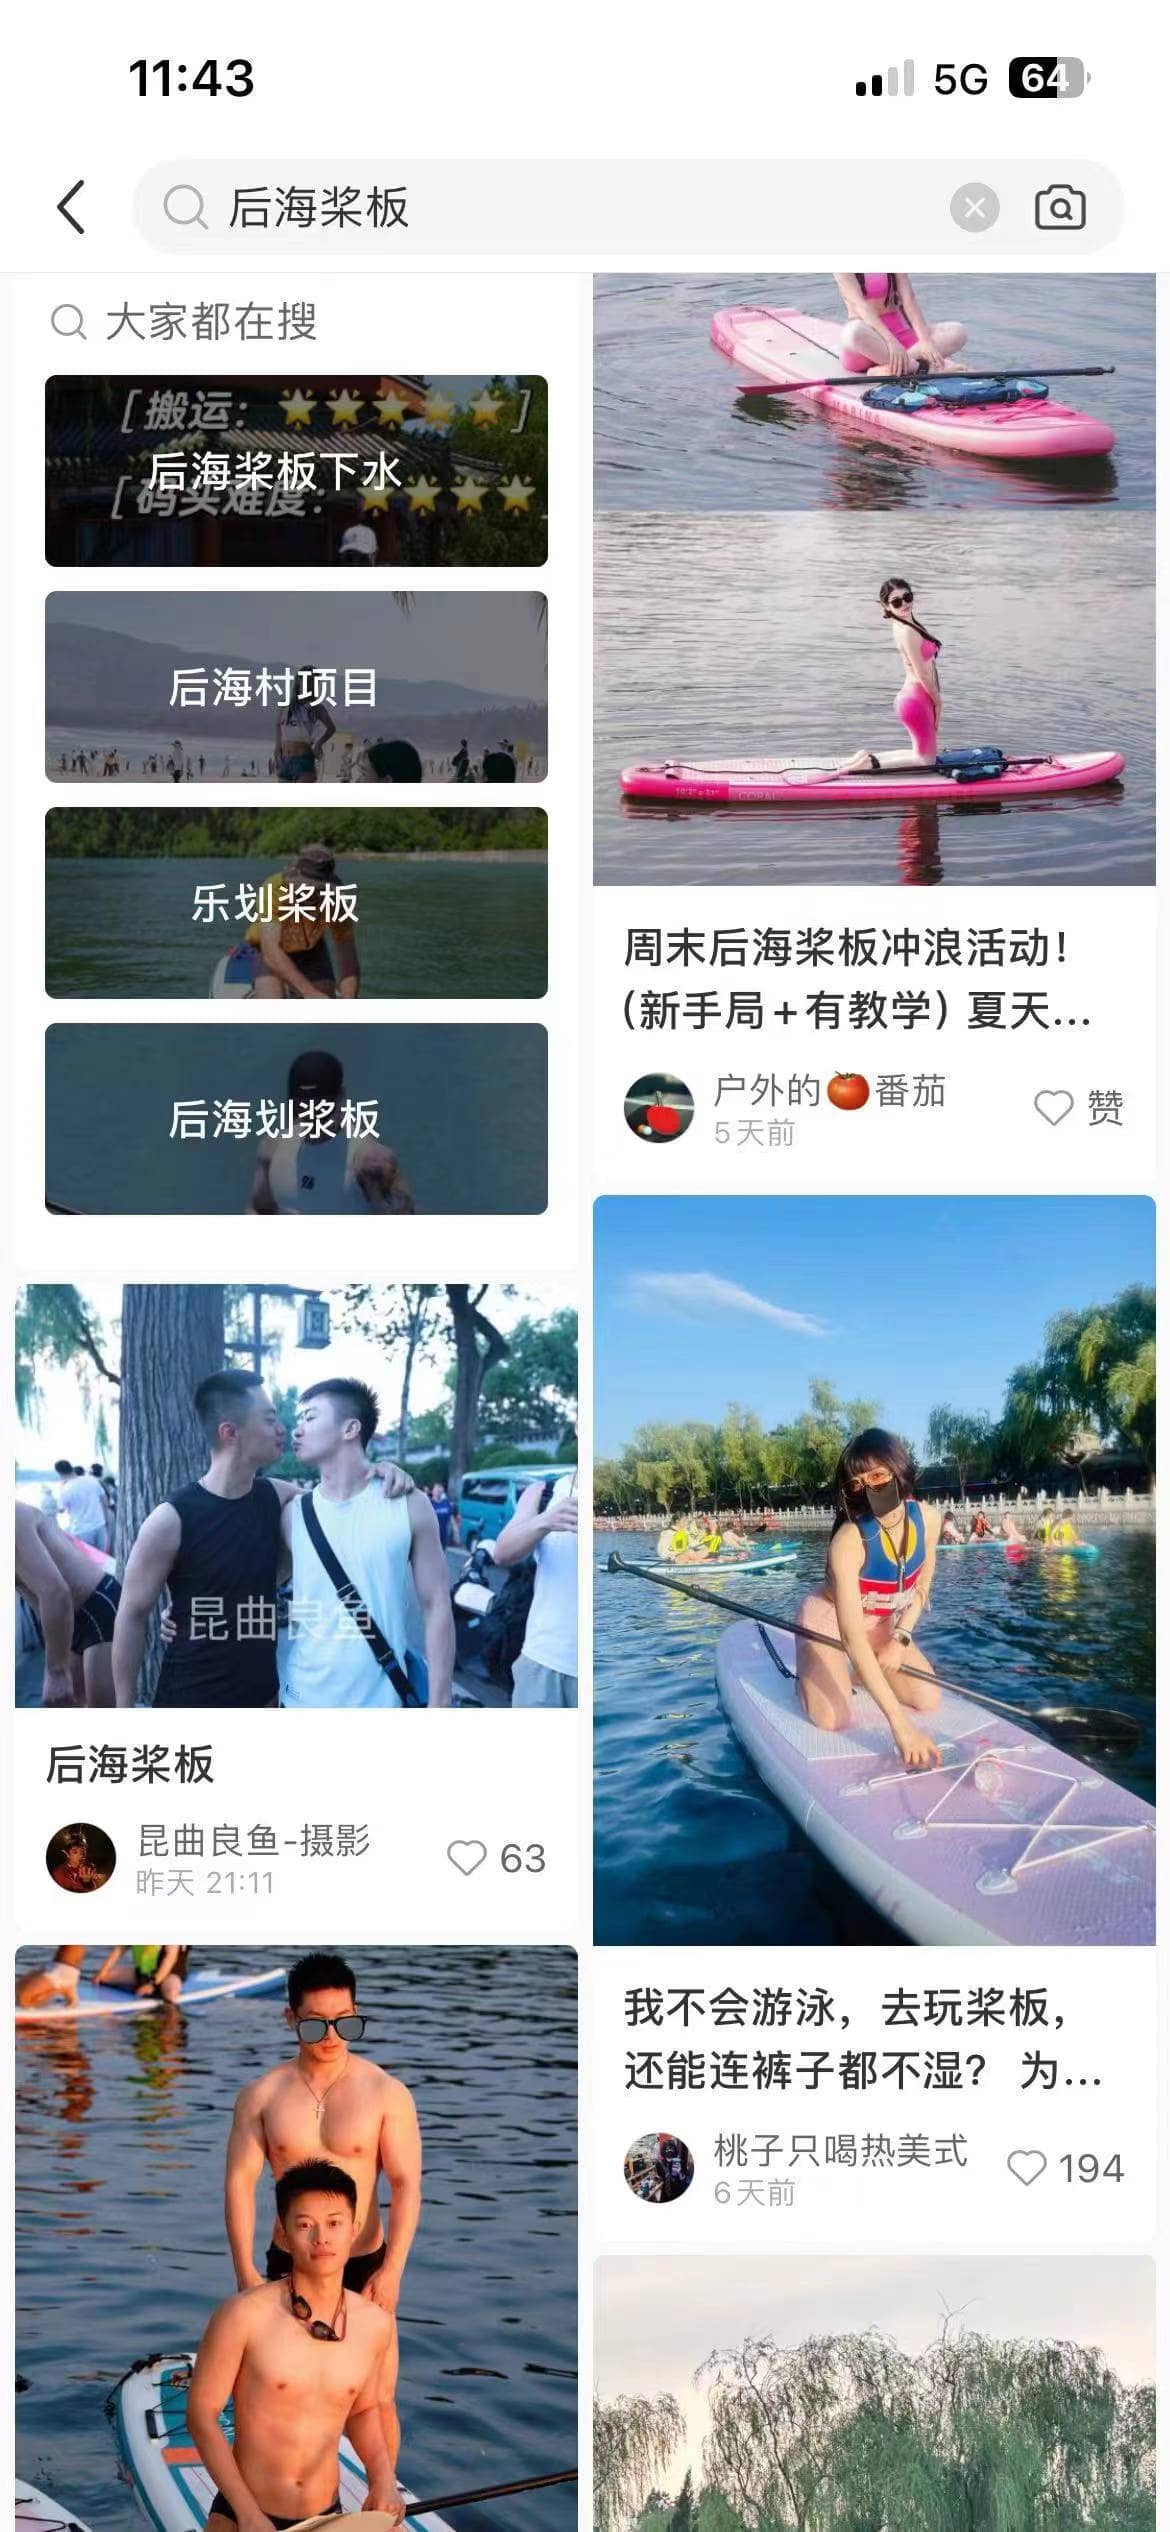 11:43
5G 64
后海桨板
大家都在搜
[搬运：🌟🌟🌟🌟🌟]
后海桨板下水
[码头难度：🌟🌟🌟🌟
后海村项目
乐划桨板
后海划浆板
昆曲良鱼
后海桨板
昆曲良鱼-摄影
昨天 21:11
63
周末后海桨板冲浪活动！
（新手局+有教学）夏天...
户外的🍅番茄
5天前
赞
我不会游泳，去玩桨板，
还能连裤子都不湿？ 为...
桃子只喝热美式
6天前
194